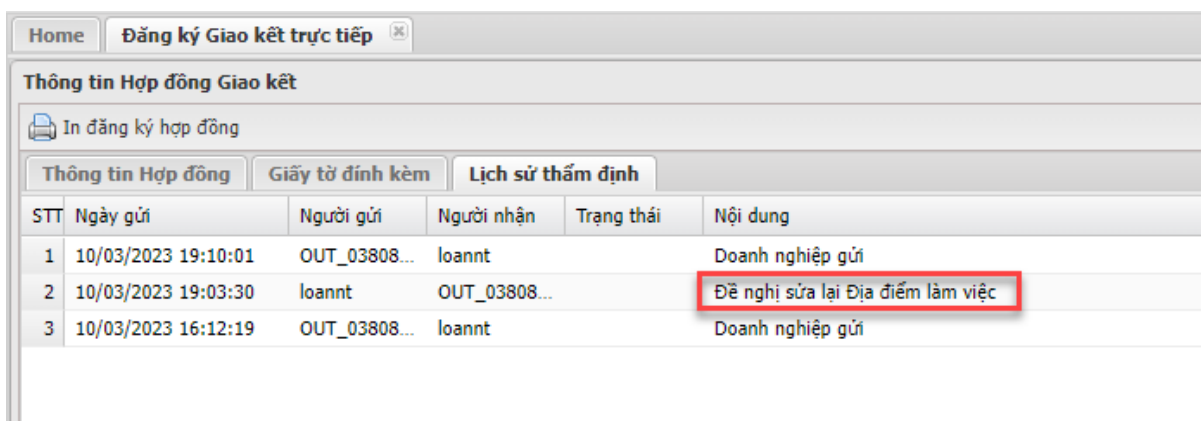 Home Đăng ký Giao kết trực tiếp
Thông tin Hợp đồng Giao kết
In đăng ký hợp đồng
Thông tin Hợp đồng Giấy tờ đính kèm Lịch sử thẩm định
STT Ngày gửi Người gửi Người nhận Trạng thái Nội dung
1 10/03/2023 19:10:01 OUT_03808... loannt Doanh nghiệp gửi
2 10/03/2023 19:03:30 loannt OUT_03808... Đề nghị sửa lại Địa điểm làm việc
3 10/03/2023 16:12:19 OUT_03808... loannt Doanh nghiệp gửi